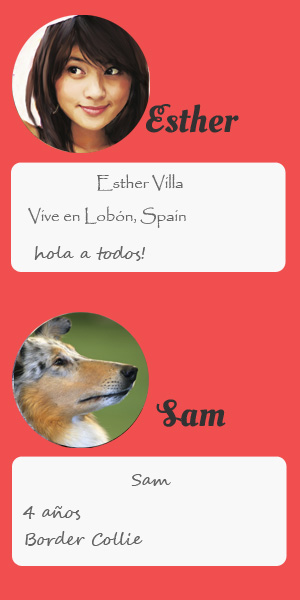 Esther
Esther Villa
Vive en Lobón, Spain
hola a todos!
Sam
Sam
4 años
Border Collie